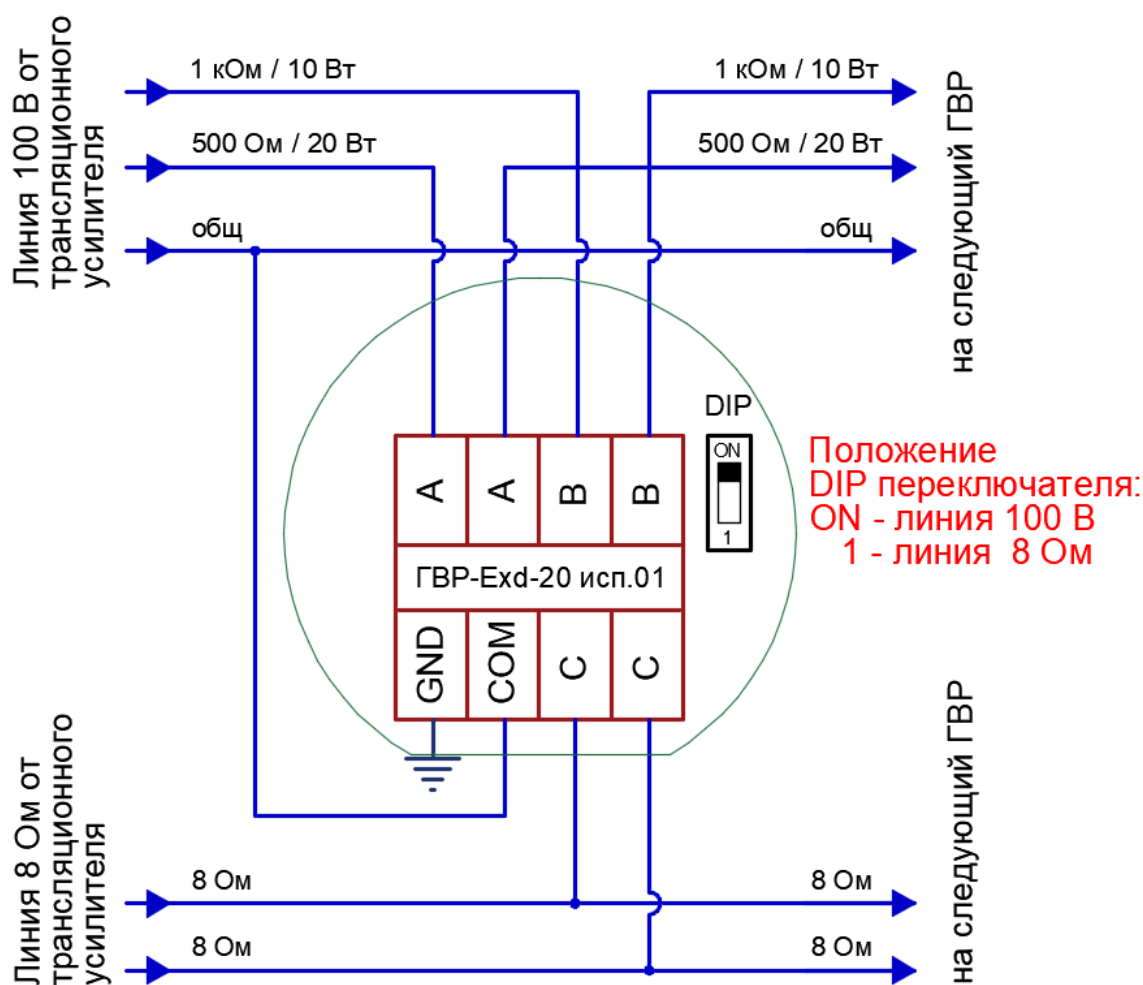 Линия 100 В от
трансляционного
усилителя
1 кОм / 10 Вт
1 кОм / 10 Вт
500 Ом / 20 Вт
500 Ом / 20 Вт
общ
общ
на следующий ГВР
DIP
ON
1
Положение
DIP переключателя:
ON - линия 100 В
1 - линия 8 Ом
A
A
B
B
ГВР-Exd-20 исп.01
GND
COM
C
C
Линия 8 Ом от
трансляционного
усилителя
8 Ом
8 Ом
8 Ом
8 Ом
на следующий ГВР